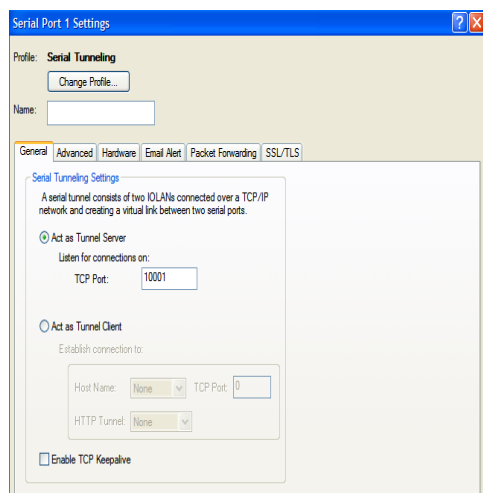 Serial Port 1 Settings
Profile: Serial Tunneling
Change Profile...
Name:
General Advanced Hardware Email Alert Packet Forwarding SSL/TLS
Serial Tunneling Settings
A serial tunnel consists of two IOLANs connected over a TCP/IP
network and creating a virtual link between two serial ports.
Act as Tunnel Server
Listen for connections on:
TCP Port: 10001
Act as Tunnel Client
Establish connection to:
Host Name: None TCP Port: 0
HTTP Tunnel: None
Enable TCP Keepalive